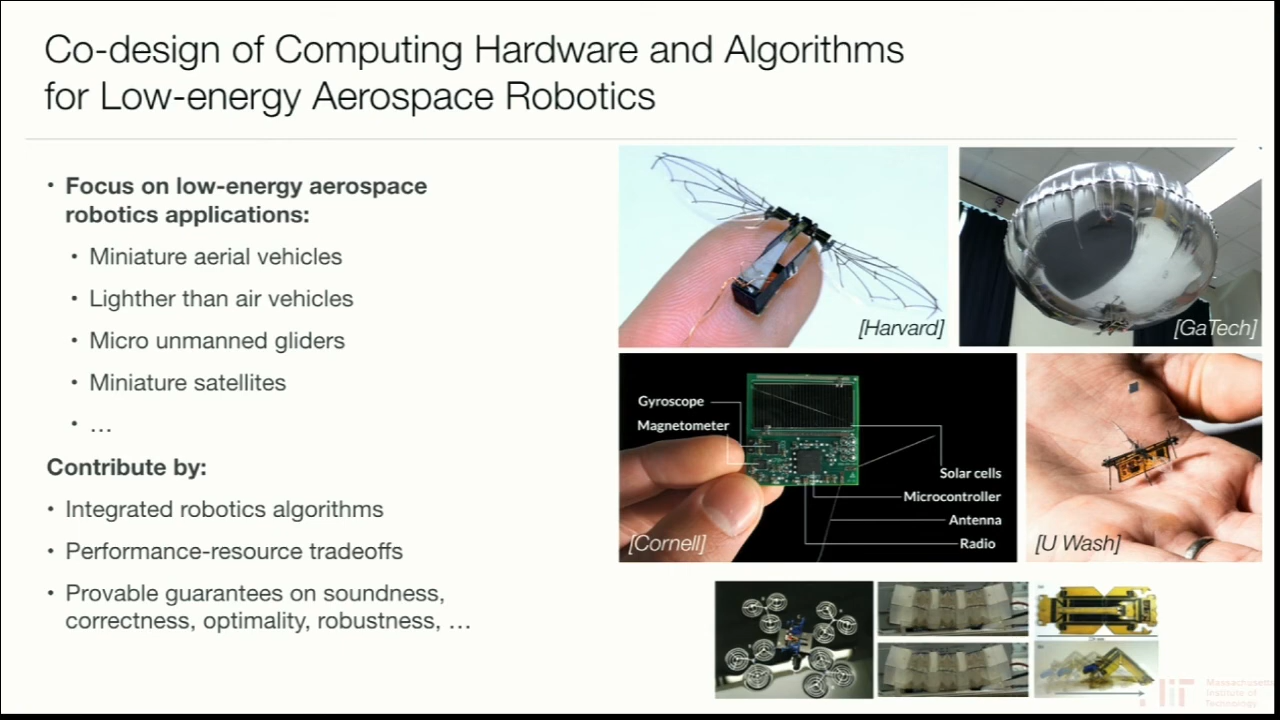 Co-design of Computing Hardware and Algorithms
for Low-energy Aerospace Robotics
• Focus on low-energy aerospace
robotics applications:
• Miniature aerial vehicles
• Lighther than air vehicles
• Micro unmanned gliders
• Miniature satellites
• …
Contribute by:
• Integrated robotics algorithms
• Performance-resource tradeoffs
• Provable guarantees on soundness,
correctness, optimality, robustness, …
[Harvard]
[GaTech]
Gyroscope
Magnetometer
Solar cells
Microcontroller
Antenna
Radio
[Cornell]
[U Wash]
MIT
Massachusetts
Institute of
Technology